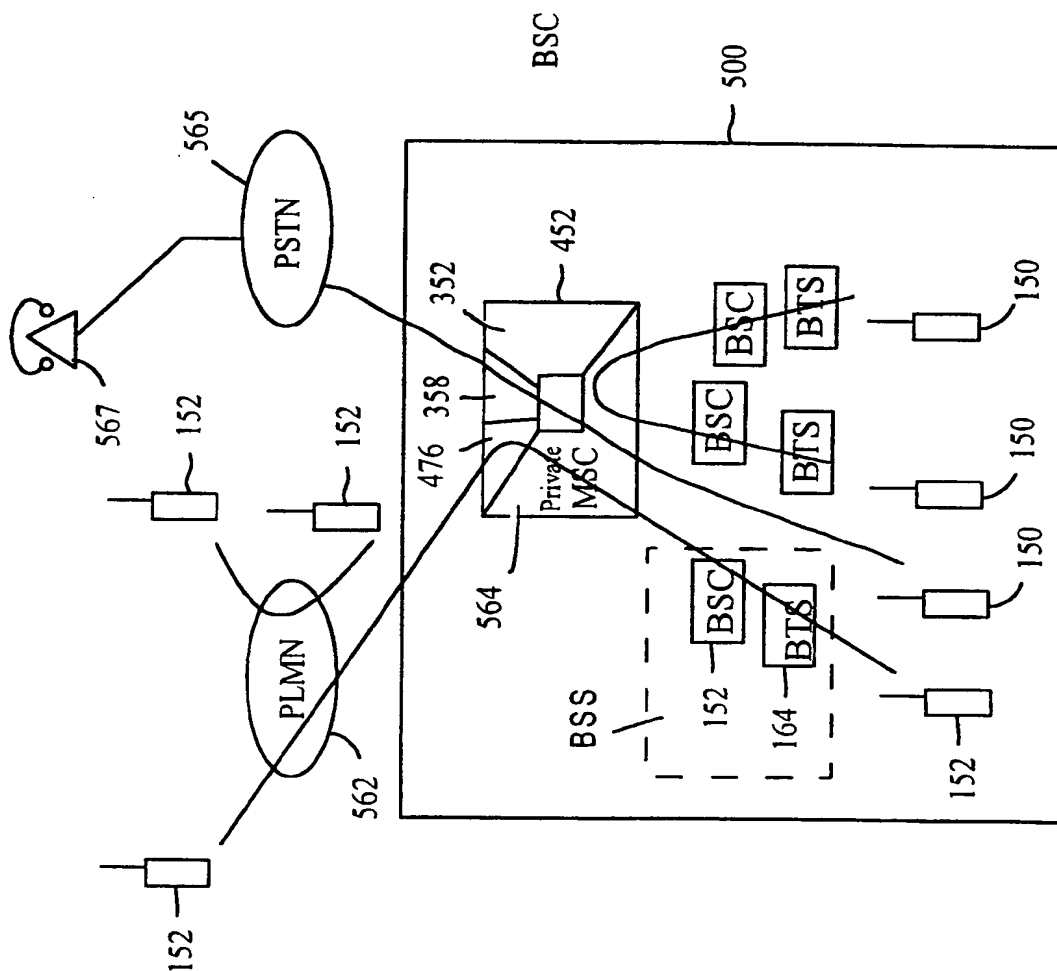 567
PSTN
565
152
152
PLMN
562
152
BSC
500
476
358
352
452
Private
MSC
564
BSS
BSC
152
BTS
164
BSC
BTS
BSC
BTS
152
150
150
150